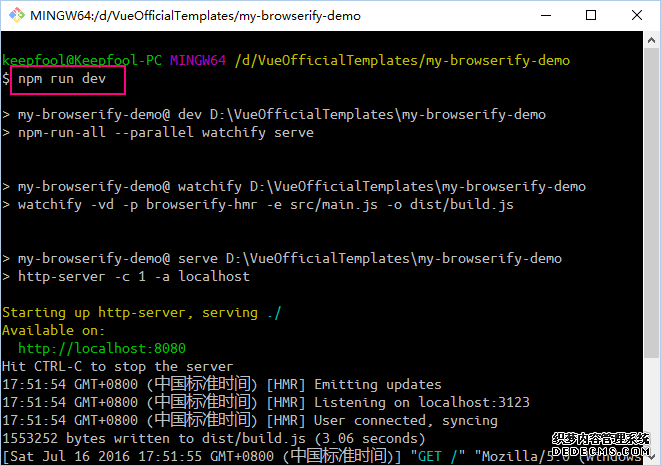 MINGW64:/d/VueOfficialTemplates/my-browserify-demo
keepfool@Keepfool-PC MINGW64 /d/VueOfficialTemplates/my-browserify-demo
$ npm run dev
> my-browserify-demo@ dev D:\VueOfficialTemplates\my-browserify-demo
> npm-run-all --parallel watchify serve
> my-browserify-demo@ watchify D:\VueOfficialTemplates\my-browserify-demo
> watchify -vd -p browserify-hmr -e src/main.js -o dist/build.js
> my-browserify-demo@ serve D:\VueOfficialTemplates\my-browserify-demo
> http-server -c 1 -a localhost
Starting up http-server, serving ./
Available on:
http://localhost:8080
Hit CTRL-C to stop the server
17:51:54 GMT+0800 (中国标准时间) [HMR] Emitting updates
17:51:54 GMT+0800 (中国标准时间) [HMR] Listening on localhost:3123
17:51:54 GMT+0800 (中国标准时间) [HMR] User connected, syncing
1553252 bytes written to dist/build.js (3.06 seconds)
[Sat Jul 16 2016 17:51:55 GMT+0800 (中国标准时间)] "GET /" "Mozilla/5.0 (Windows
织梦内容管理系统
DEDECMS.COM